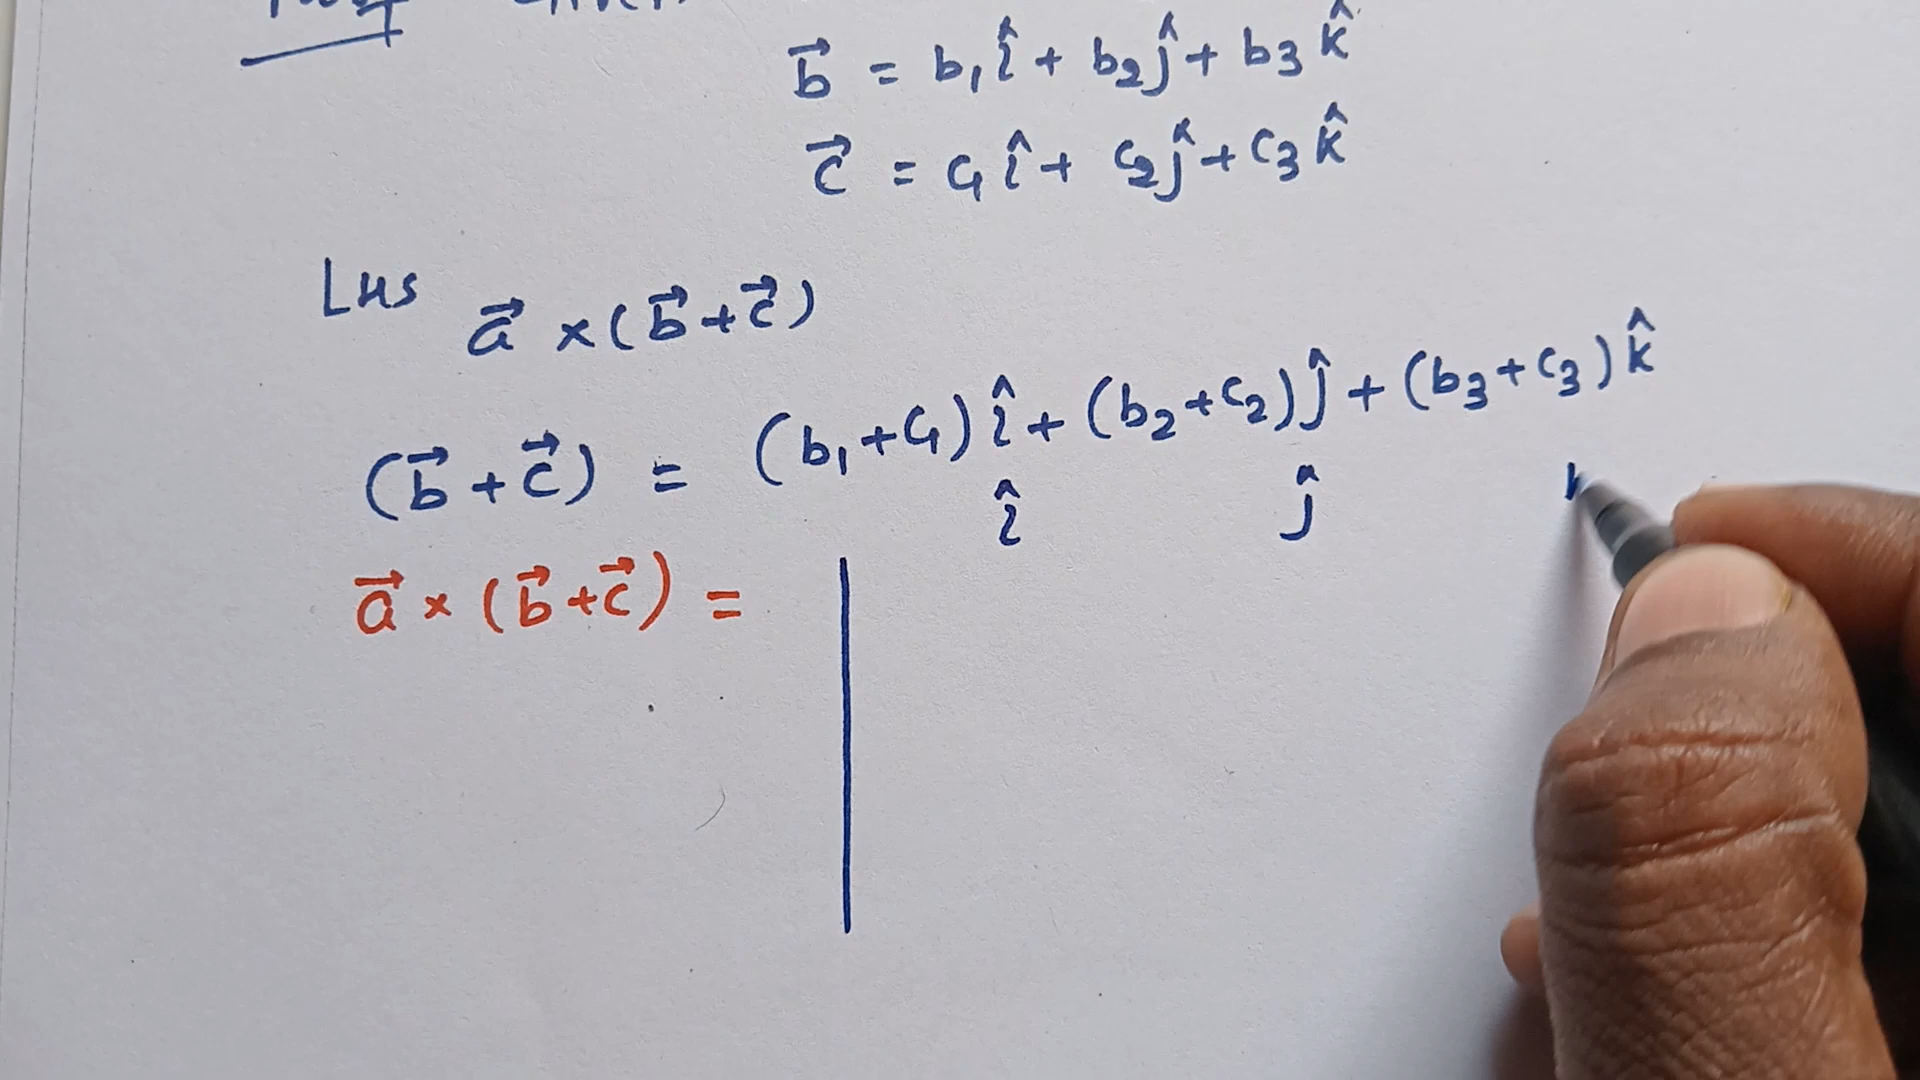 b⃗ = b₁î + b₂ĵ + b₃k̂
c⃗ = c₁î + c₂ĵ + c₃k̂
LHS
a⃗ × (b⃗ + c⃗)
(b⃗ + c⃗) = (b₁ + c₁)î + (b₂ + c₂)ĵ + (b₃ + c₃)k̂
î ĵ
a⃗ × (b⃗ + c⃗) =